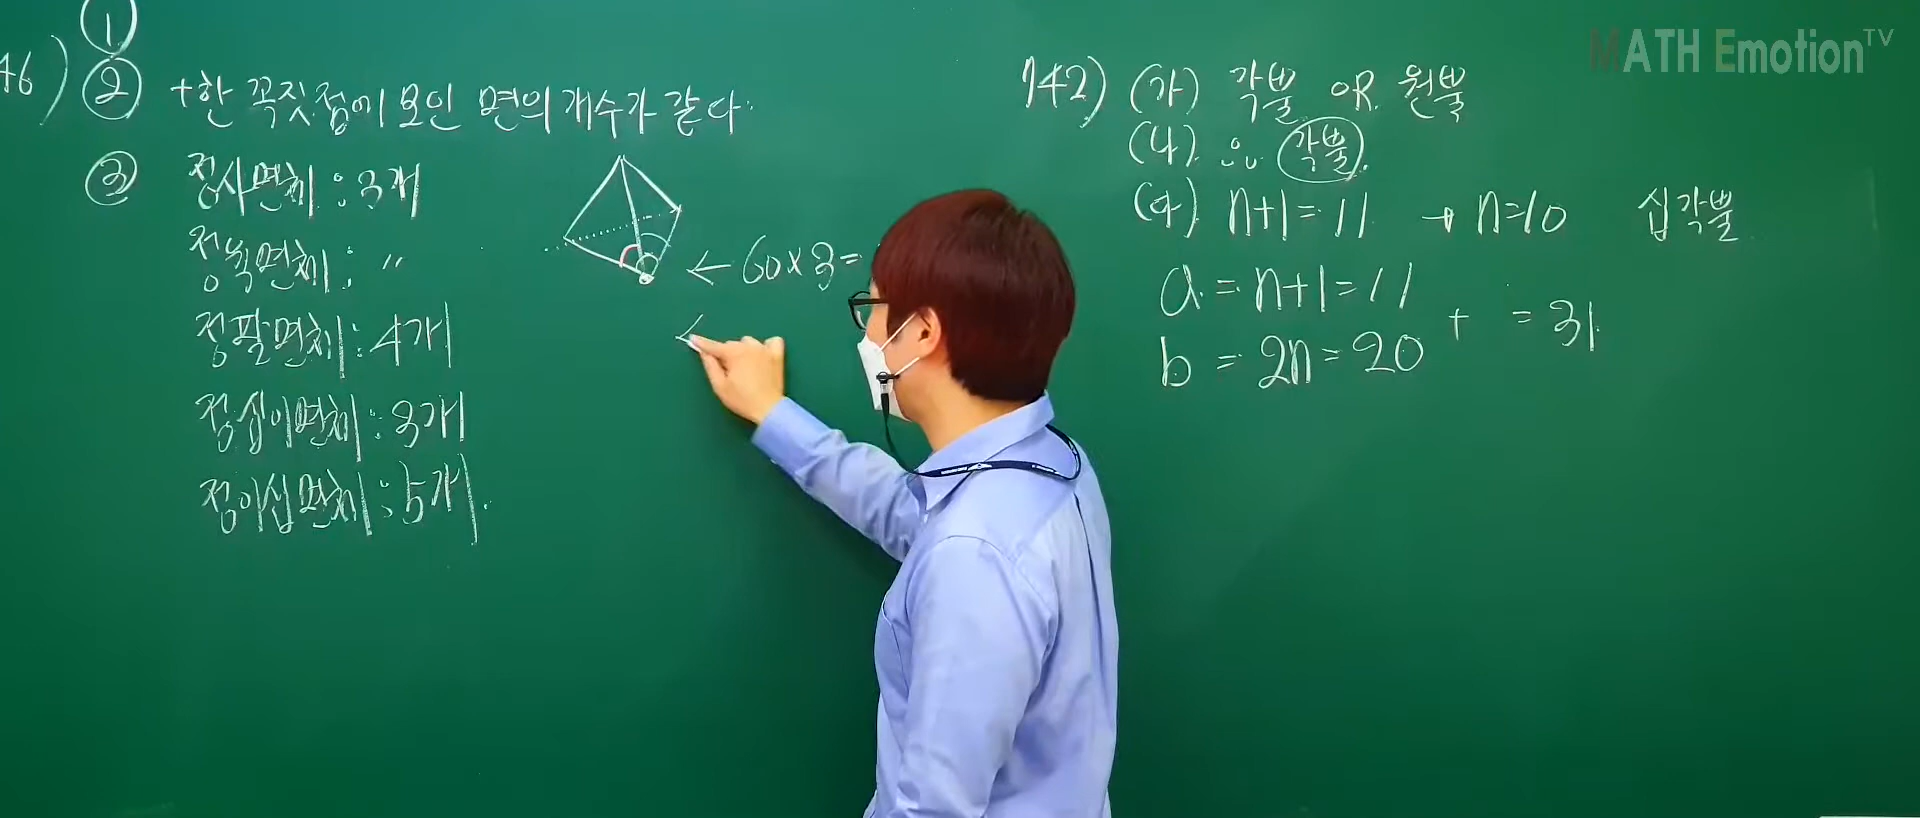 ①
46) ② +한 꼭짓점에 모인 면의 개수가 같다.
③ 정사면체 : 3개
정육면체 : 〃
정팔면체 : 4개
정십이면체 : 3개
정이십면체 : 5개.
← 60×3=
142) (가) 각뿔 OR 원뿔
(나) ∴ 각뿔.
(다) n+1=11 → n=10 십각뿔
a = n+1 = 11
b = 2n = 20
+ = 31.
MATH Emotion TV